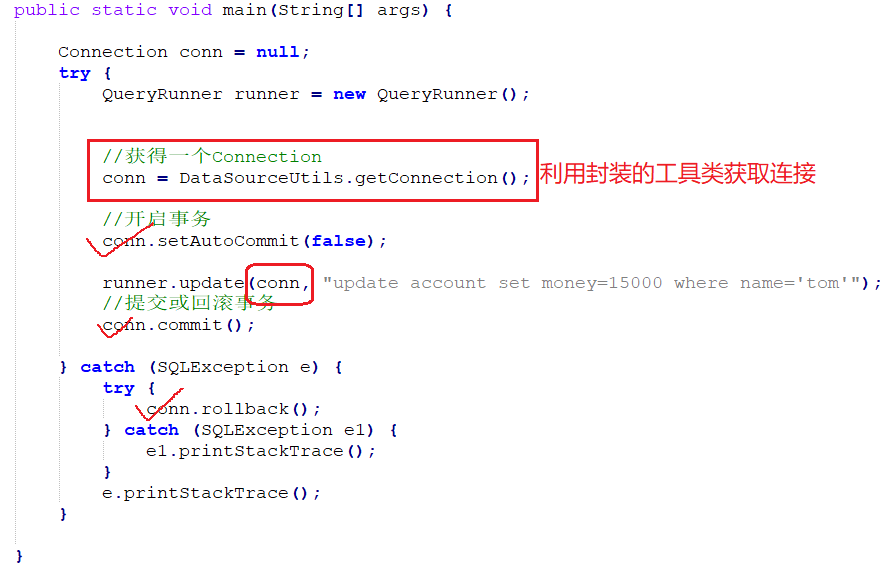 public static void main(String[] args) {
Connection conn = null;
try {
QueryRunner runner = new QueryRunner();
//获得一个Connection
conn = DataSourceUtils.getConnection(); 利用封装的工具类获取连接
//开启事务
conn.setAutoCommit(false);
runner.update(conn, "update account set money=15000 where name='tom'");
//提交或回滚事务
conn.commit();
} catch (SQLException e) {
try {
conn.rollback();
} catch (SQLException e1) {
e1.printStackTrace();
}
e.printStackTrace();
}
}